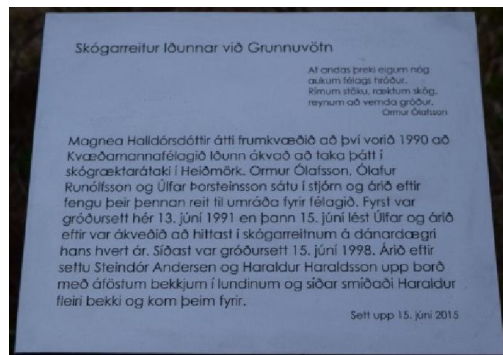 Skógarreitur Iðunnar við Grunnuvötn
Af andas þreki eigum nóg
aukum félags hróður.
Rímum stöku, ræktum skóg,
reynum að vernda gróður.
Ormur Ólafsson
Magnea Halldórsdóttir átti frumkvæðið að því vorið 1990 að
Kvæðamannafélagið Iðunn ákvað að taka þátt í
skógræktarátaki í Heiðmörk. Ormur Ólafsson, Ólafur
Runólfsson og Úlfar Þorsteinsson sátu í stjórn og árið eftir
fengu þeir þennan reit til umráða fyrir félagið. Fyrst var
gróðursett hér 13. júní 1991 en þann 15. júní lést Úlfar og árið
eftir var ákveðið að hittast í skógarreitnum á dánardægri
hans hvert ár. Síðast var gróðursett 15. júní 1998. Árið eftir
settu Steindór Andersen og Haraldur Haraldsson upp borð
með áföstum bekkjum í lundinum og síðar smíðaði Haraldur
fleiri bekki og kom þeim fyrir.
Sett upp 15. júní 2015